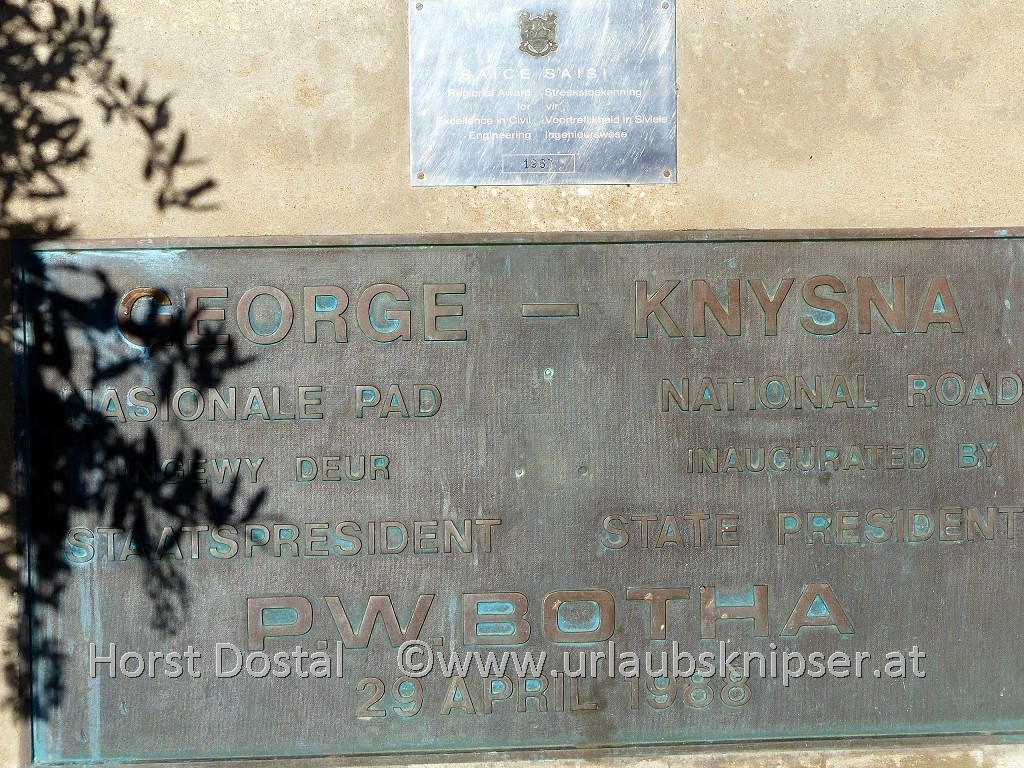 SAICE SAISI
Regional Award Streekstoekenning
for vir
Excellence in Civil Voortreflikheid in Siviele
Engineering Ingenieurswese
GEORGE — KNYSNA
NASIONALE PAD NATIONAL ROAD
INGEWY DEUR INAUGURATED BY
STAATSPRESIDENT STATE PRESIDENT
P.W. BOTHA
Horst Dostal ©www.urlaubsknipser.at
29 APRIL 1988